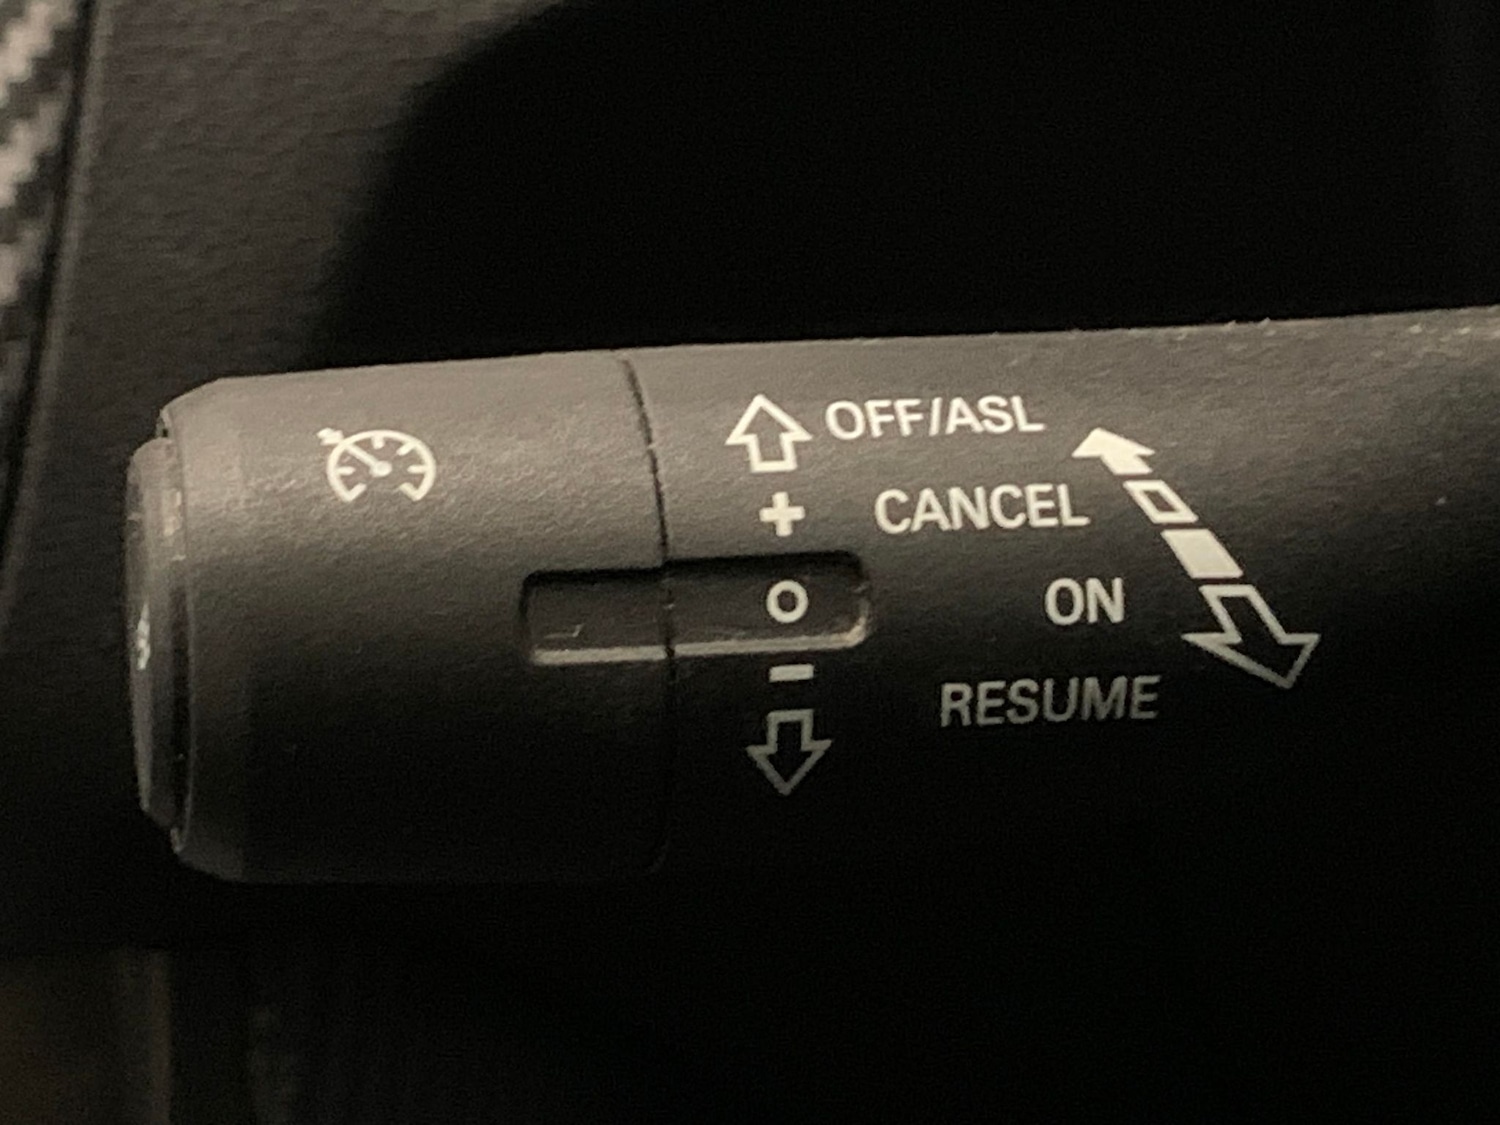 OFF/ASL
+ CANCEL
O ON
- RESUME